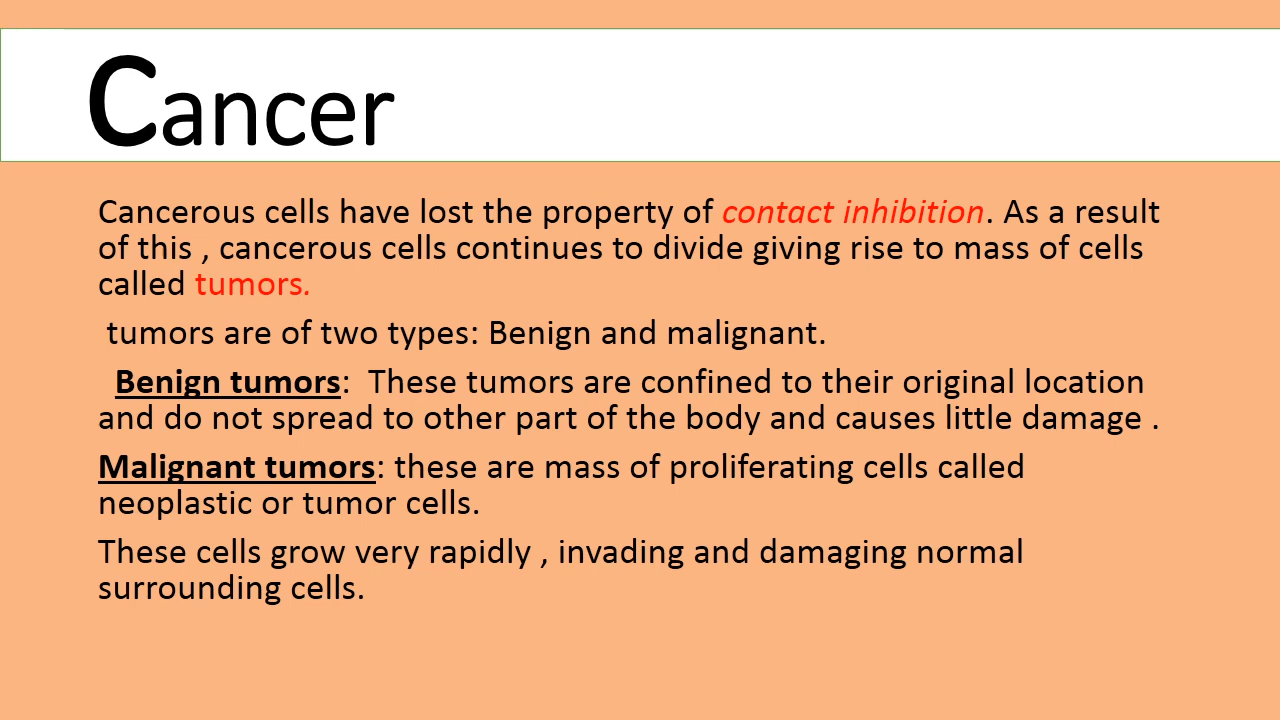 Cancer
Cancerous cells have lost the property of contact inhibition. As a result
of this , cancerous cells continues to divide giving rise to mass of cells
called tumors.
tumors are of two types: Benign and malignant.
Benign tumors:  These tumors are confined to their original location
and do not spread to other part of the body and causes little damage .
Malignant tumors: these are mass of proliferating cells called
neoplastic or tumor cells.
These cells grow very rapidly , invading and damaging normal
surrounding cells.